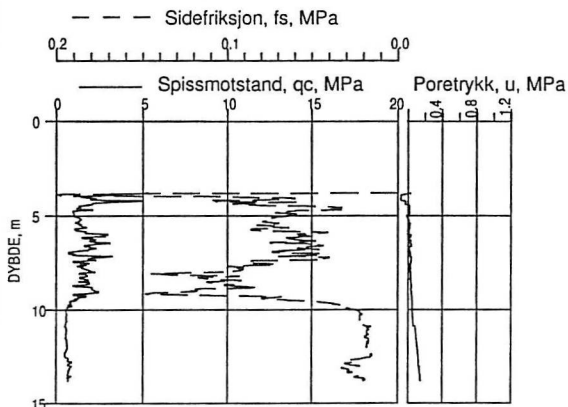 Sidefriksjon, fs, MPa
0,2 0,1 0,0
Spissmotstand, qc, MPa Poretrykk, u, MPa
0 5 10 15 20 0.4 0.8 1.2
0
5
10
15
DYBDE, m